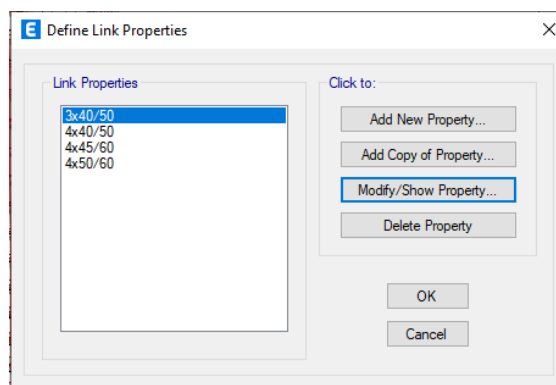 E Define Link Properties
Link Properties
3x40/50
4x40/50
4x45/60
4x50/60
Click to:
Add New Property...
Add Copy of Property...
Modify/Show Property...
Delete Property
OK
Cancel